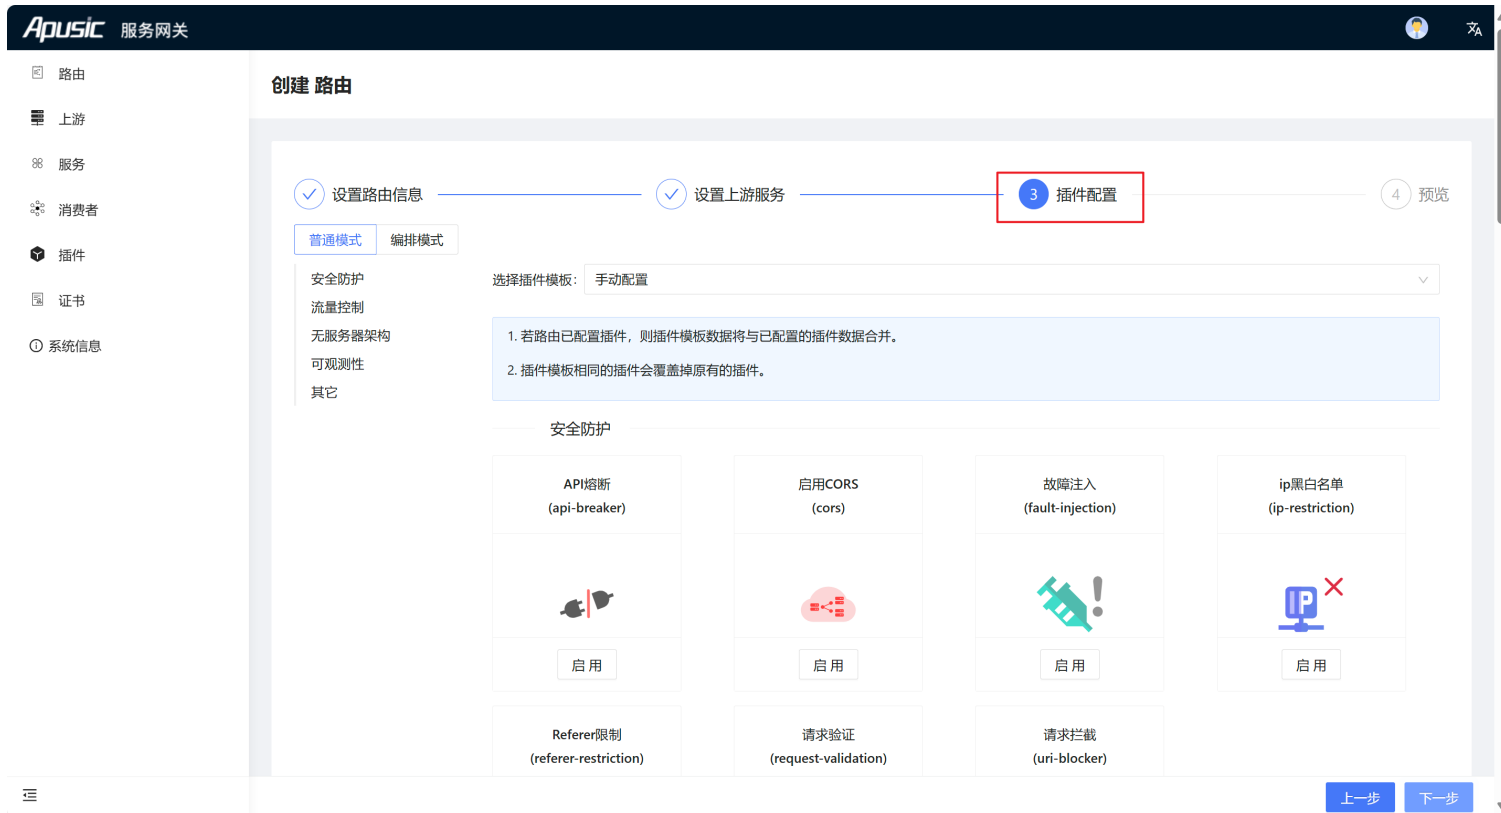 Apusic 服务网关
路由
上游
服务
消费者
插件
证书
系统信息
创建 路由
设置路由信息
设置上游服务
3 插件配置
4 预览
普通模式 编排模式
安全防护
流量控制
无服务器架构
可观测性
其它
选择插件模板： 手动配置
1. 若路由已配置插件，则插件模板数据将与已配置的插件数据合并。
2. 插件模板相同的插件会覆盖掉原有的插件。
安全防护
API熔断
(api-breaker)
启 用
启用CORS
(cors)
启 用
故障注入
(fault-injection)
启 用
ip黑白名单
(ip-restriction)
IP
启 用
Referer限制
(referer-restriction)
请求验证
(request-validation)
请求拦截
(uri-blocker)
上一步 下一步